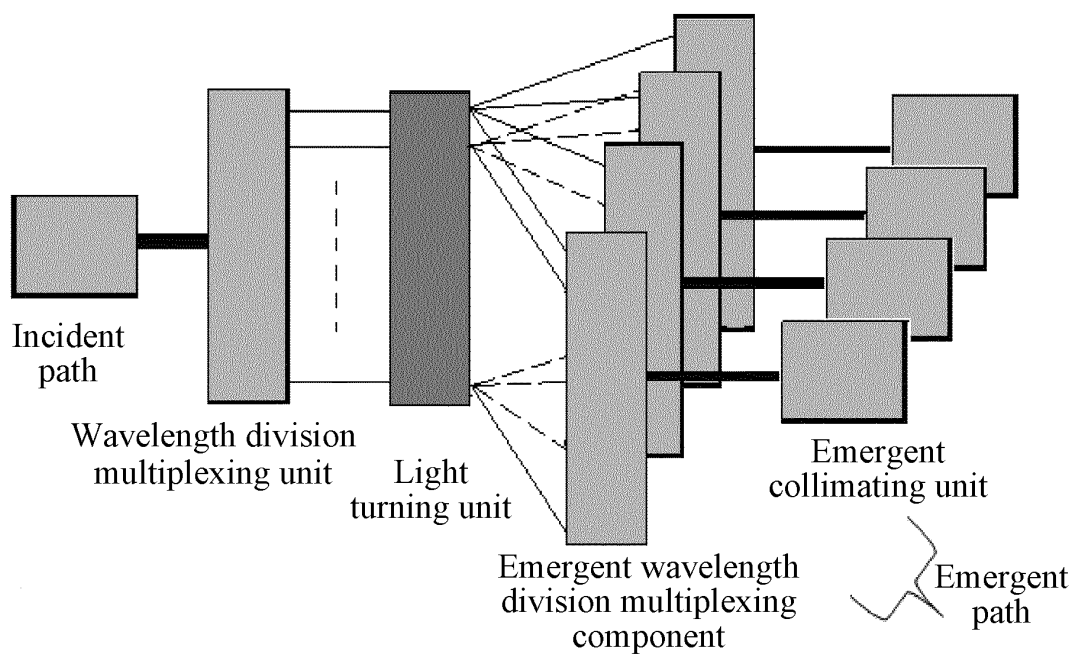 Incident
path
Wavelength division
multiplexing unit
Light
turning unit
Emergent wavelength
division multiplexing
component
Emergent
collimating unit
Emergent
path